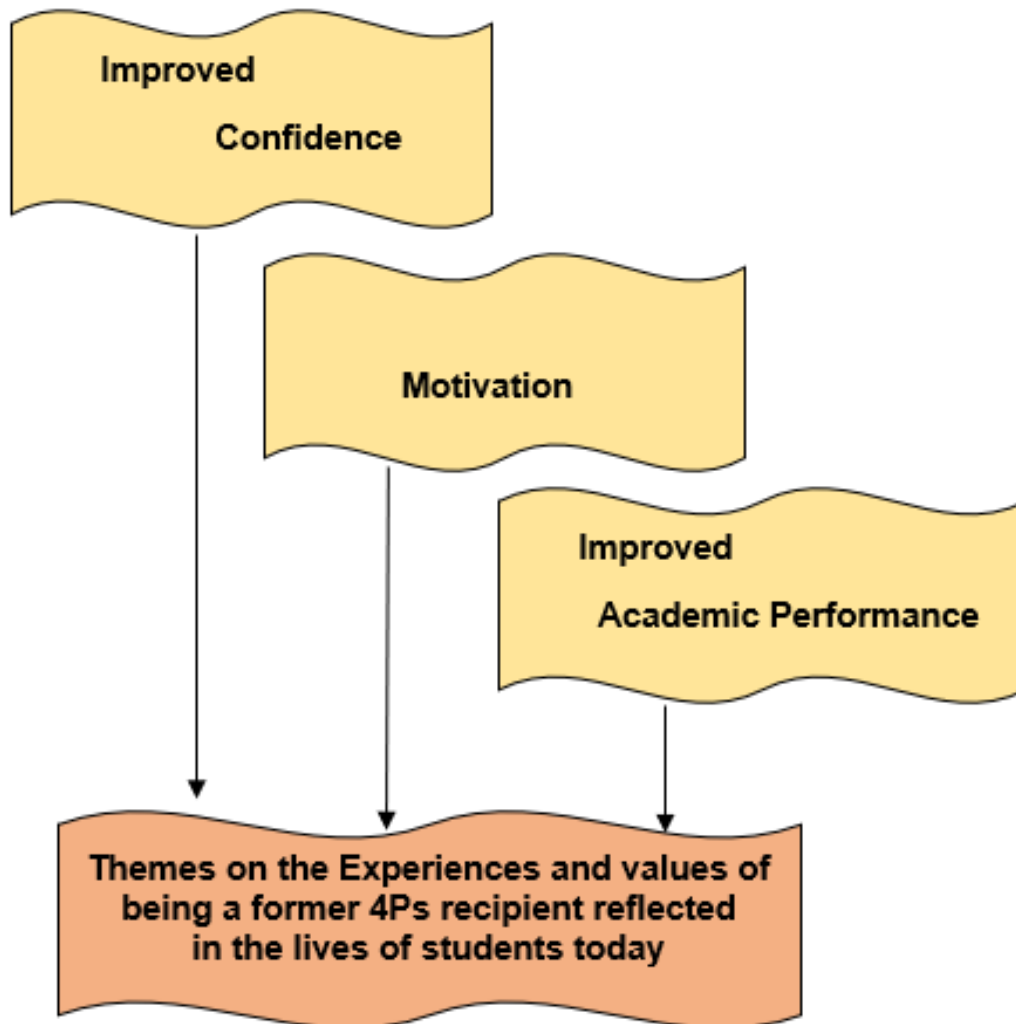 Improved
Confidence
Motivation
Improved
Academic Performance
Themes on the Experiences and values of
being a former 4Ps recipient reflected
in the lives of students today